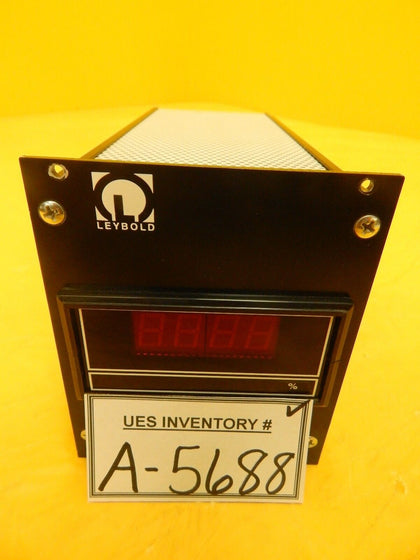 L
LEYBOLD
%
UES INVENTORY #
A-5688